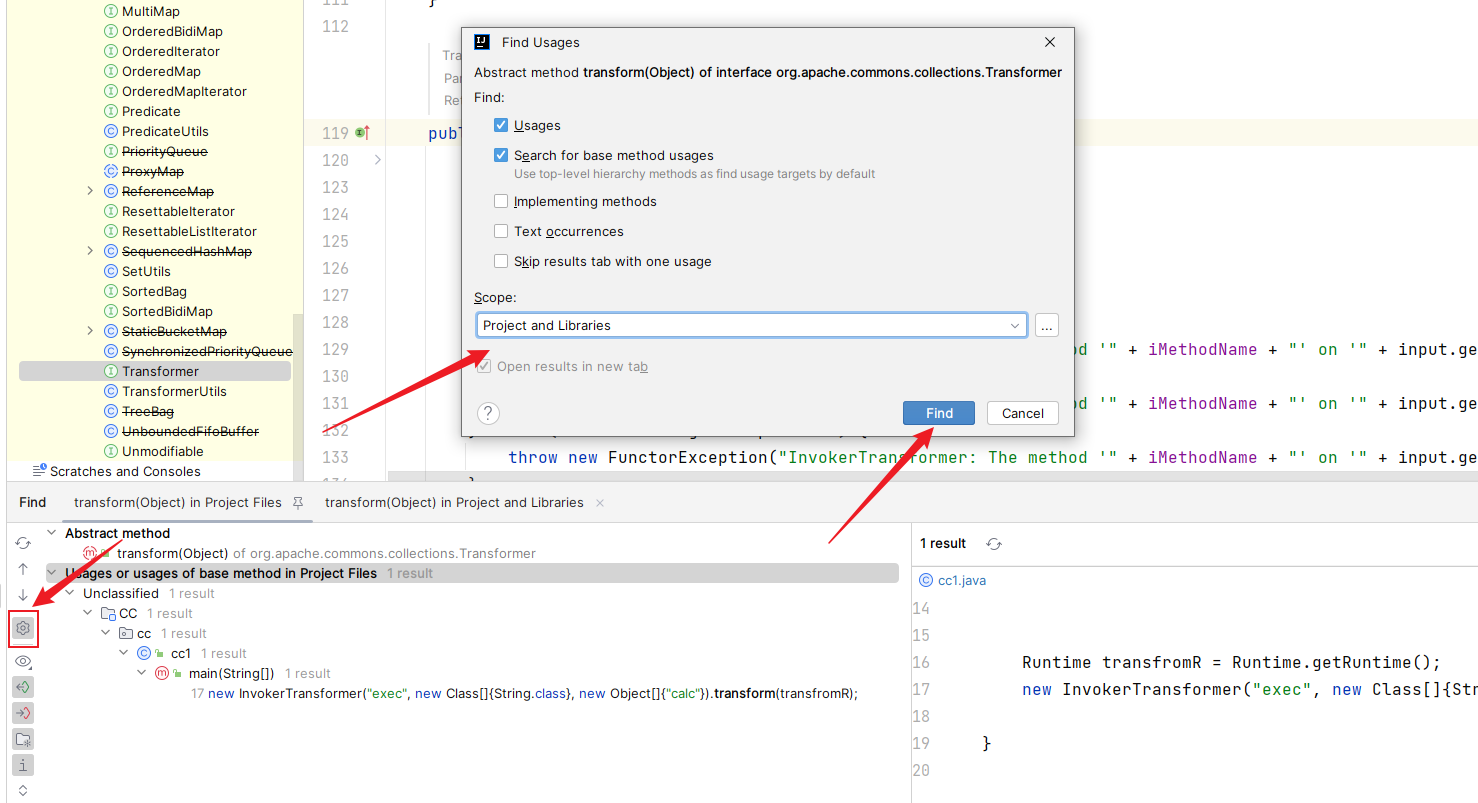 MultiMap
OrderedBidiMap
OrderedIterator
OrderedMap
OrderedMapIterator
Predicate
PredicateUtils
PriorityQueue
ProxyMap
ReferenceMap
ResettableIterator
ResettableListIterator
SequencedHashMap
SetUtils
SortedBag
SortedBidiMap
StaticBucketMap
SynchronizedPriorityQueue
Transformer
TransformerUtils
TreeBag
UnboundedFifoBuffer
Unmodifiable
Scratches and Consoles
112
119
120
123
124
125
126
127
128
129 '" + iMethodName + "' on '" + input.ge
130
131 '" + iMethodName + "' on '" + input.ge
132
133 throw new FunctorException("InvokerTransformer: The method '" + iMethodName + "' on '" + input.ge
Find Usages
Abstract method transform(Object) of interface org.apache.commons.collections.Transformer
Find:
Usages
Search for base method usages
Use top-level hierarchy methods as find usage targets by default
Implementing methods
Text occurrences
Skip results tab with one usage
Scope:
Project and Libraries
...
Open results in new tab
?
Find
Cancel
Find transform(Object) in Project Files transform(Object) in Project and Libraries
Abstract method
transform(Object) of org.apache.commons.collections.Transformer
Usages or usages of base method in Project Files 1 result
Unclassified 1 result
CC 1 result
cc 1 result
cc1 1 result
main(String[]) 1 result
17 new InvokerTransformer("exec", new Class[]{String.class}, new Object[]{"calc"}).transform(transfromR);
1 result
cc1.java
14
15
16 Runtime transfromR = Runtime.getRuntime();
17 new InvokerTransformer("exec", new Class[]{Str
18
19 }
20